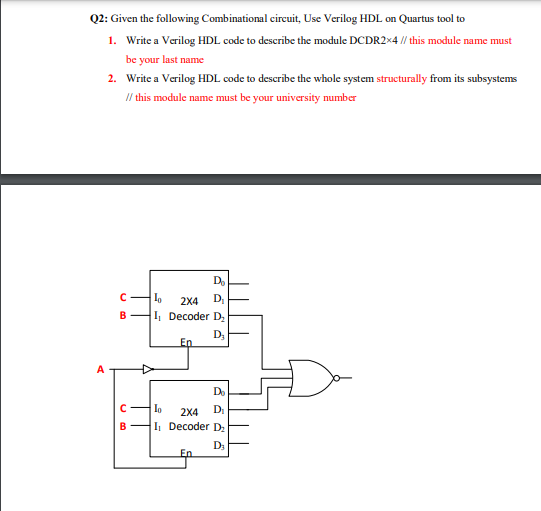 Q2: Given the following Combinational circuit, Use Verilog HDL on Quartus tool to
1. Write a Verilog HDL code to describe the module DCDR2×4 // this module name must
be your last name
2. Write a Verilog HDL code to describe the whole system structurally from its subsystems
// this module name must be your university number
D₀
C I₀ 2X4 D₁
B I₁ Decoder D₂
D₃
En
A
D₀
C I₀ 2X4 D₁
B I₁ Decoder D₂
D₃
En